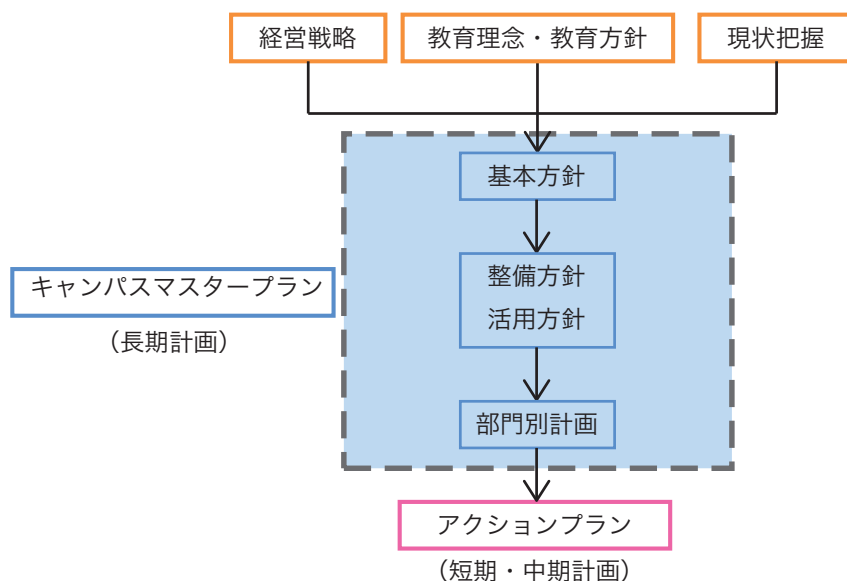 経営戦略
教育理念・教育方針
現状把握
基本方針
整備方針
活用方針
キャンパスマスタープラン
（長期計画）
部門別計画
アクションプラン
（短期・中期計画）